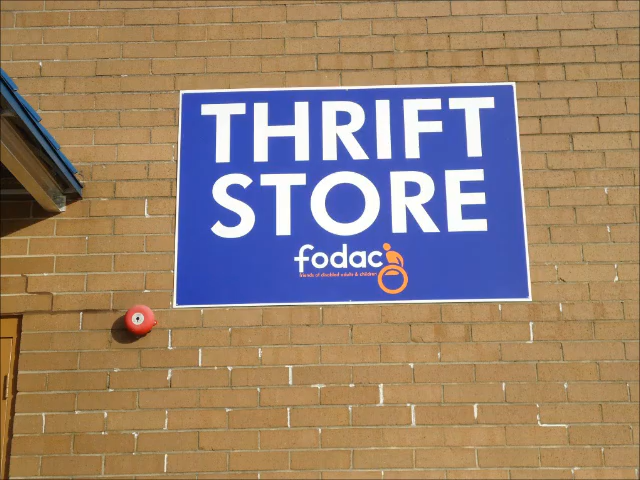 THRIFT
STORE
fodac
friends of disabled adults & children